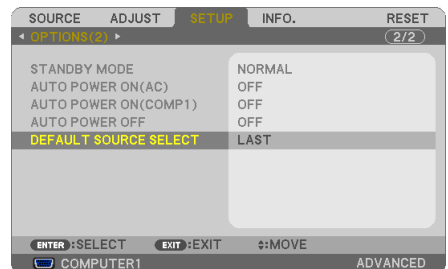 SOURCE ADJUST SETUP INFO. RESET
OPTIONS(2) 2/2
STANDBY MODE NORMAL
AUTO POWER ON(AC) OFF
AUTO POWER ON(COMP1) OFF
AUTO POWER OFF OFF
DEFAULT SOURCE SELECT LAST
ENTER :SELECT EXIT :EXIT :MOVE
COMPUTER1 ADVANCED